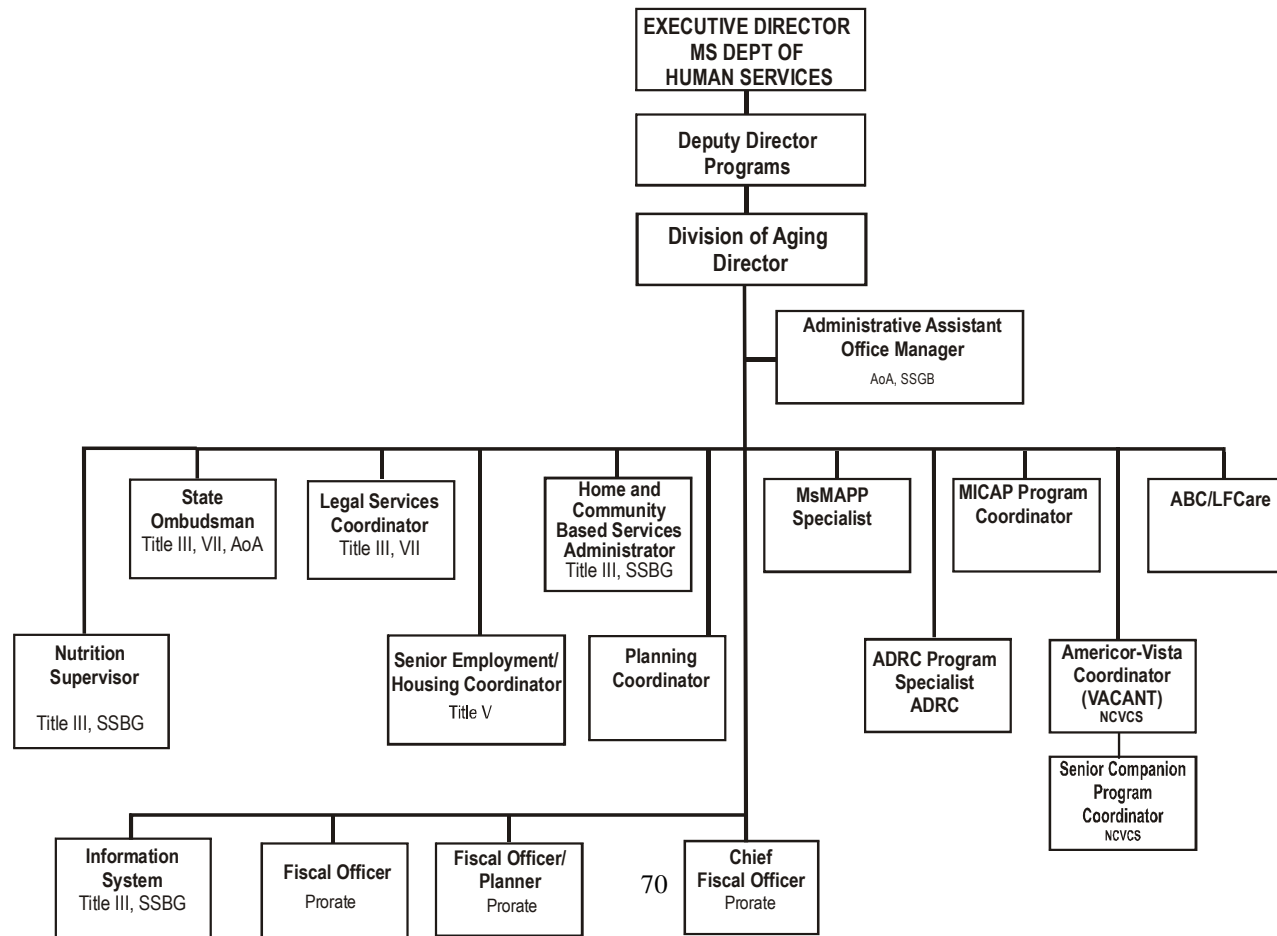 EXECUTIVE DIRECTOR
MS DEPT OF
HUMAN SERVICES
Deputy Director
Programs
Division of Aging
Director
Administrative Assistant
Office Manager
AoA, SSGB
State
Ombudsman
Title III, VII, AoA
Legal Services
Coordinator
Title III, VII
Home and
Community
Based Services
Administrator
Title III, SSBG
MsMAPP
Specialist
MICAP Program
Coordinator
ABC/LFCare
Nutrition
Supervisor
Title III, SSBG
Senior Employment/
Housing Coordinator
Title V
Planning
Coordinator
ADRC Program
Specialist
ADRC
Americor-Vista
Coordinator
(VACANT)
NCVCS
Senior Companion
Program
Coordinator
NCVCS
Information
System
Title III, SSBG
Fiscal Officer
Prorate
Fiscal Officer/
Planner
Prorate
70
Chief
Fiscal Officer
Prorate